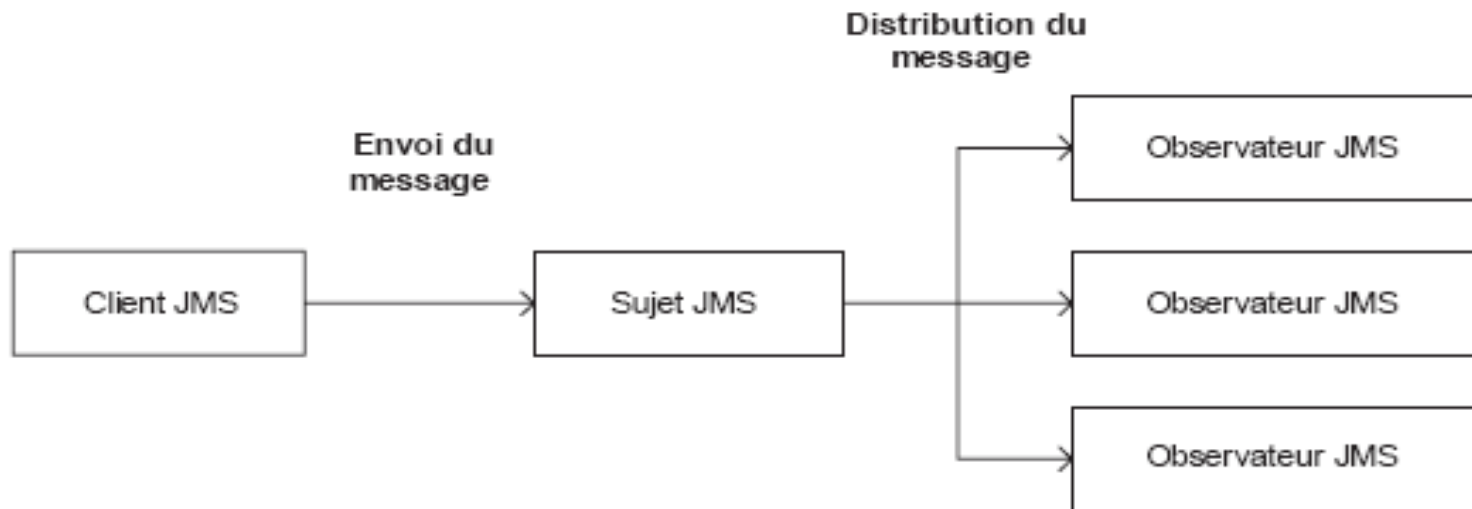 Distribution du
message
Envoi du
message
Observateur JMS
Client JMS
Sujet JMS
Observateur JMS
Observateur JMS